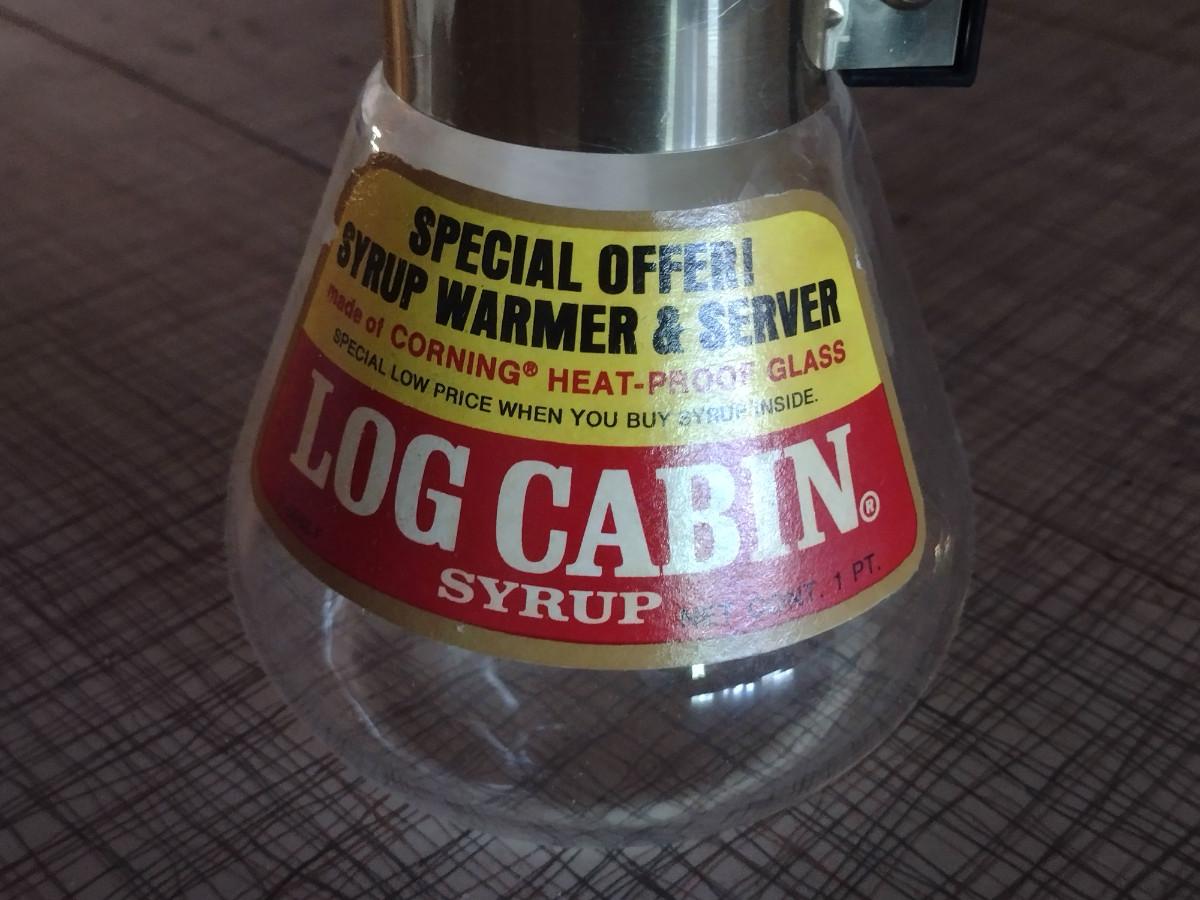 SPECIAL OFFER!
SYRUP WARMER & SERVER
made of CORNING® HEAT-PROOF GLASS
SPECIAL LOW PRICE WHEN YOU BUY SYRUP INSIDE.
LOG CABIN®
SYRUP NET CONT. 1 PT.